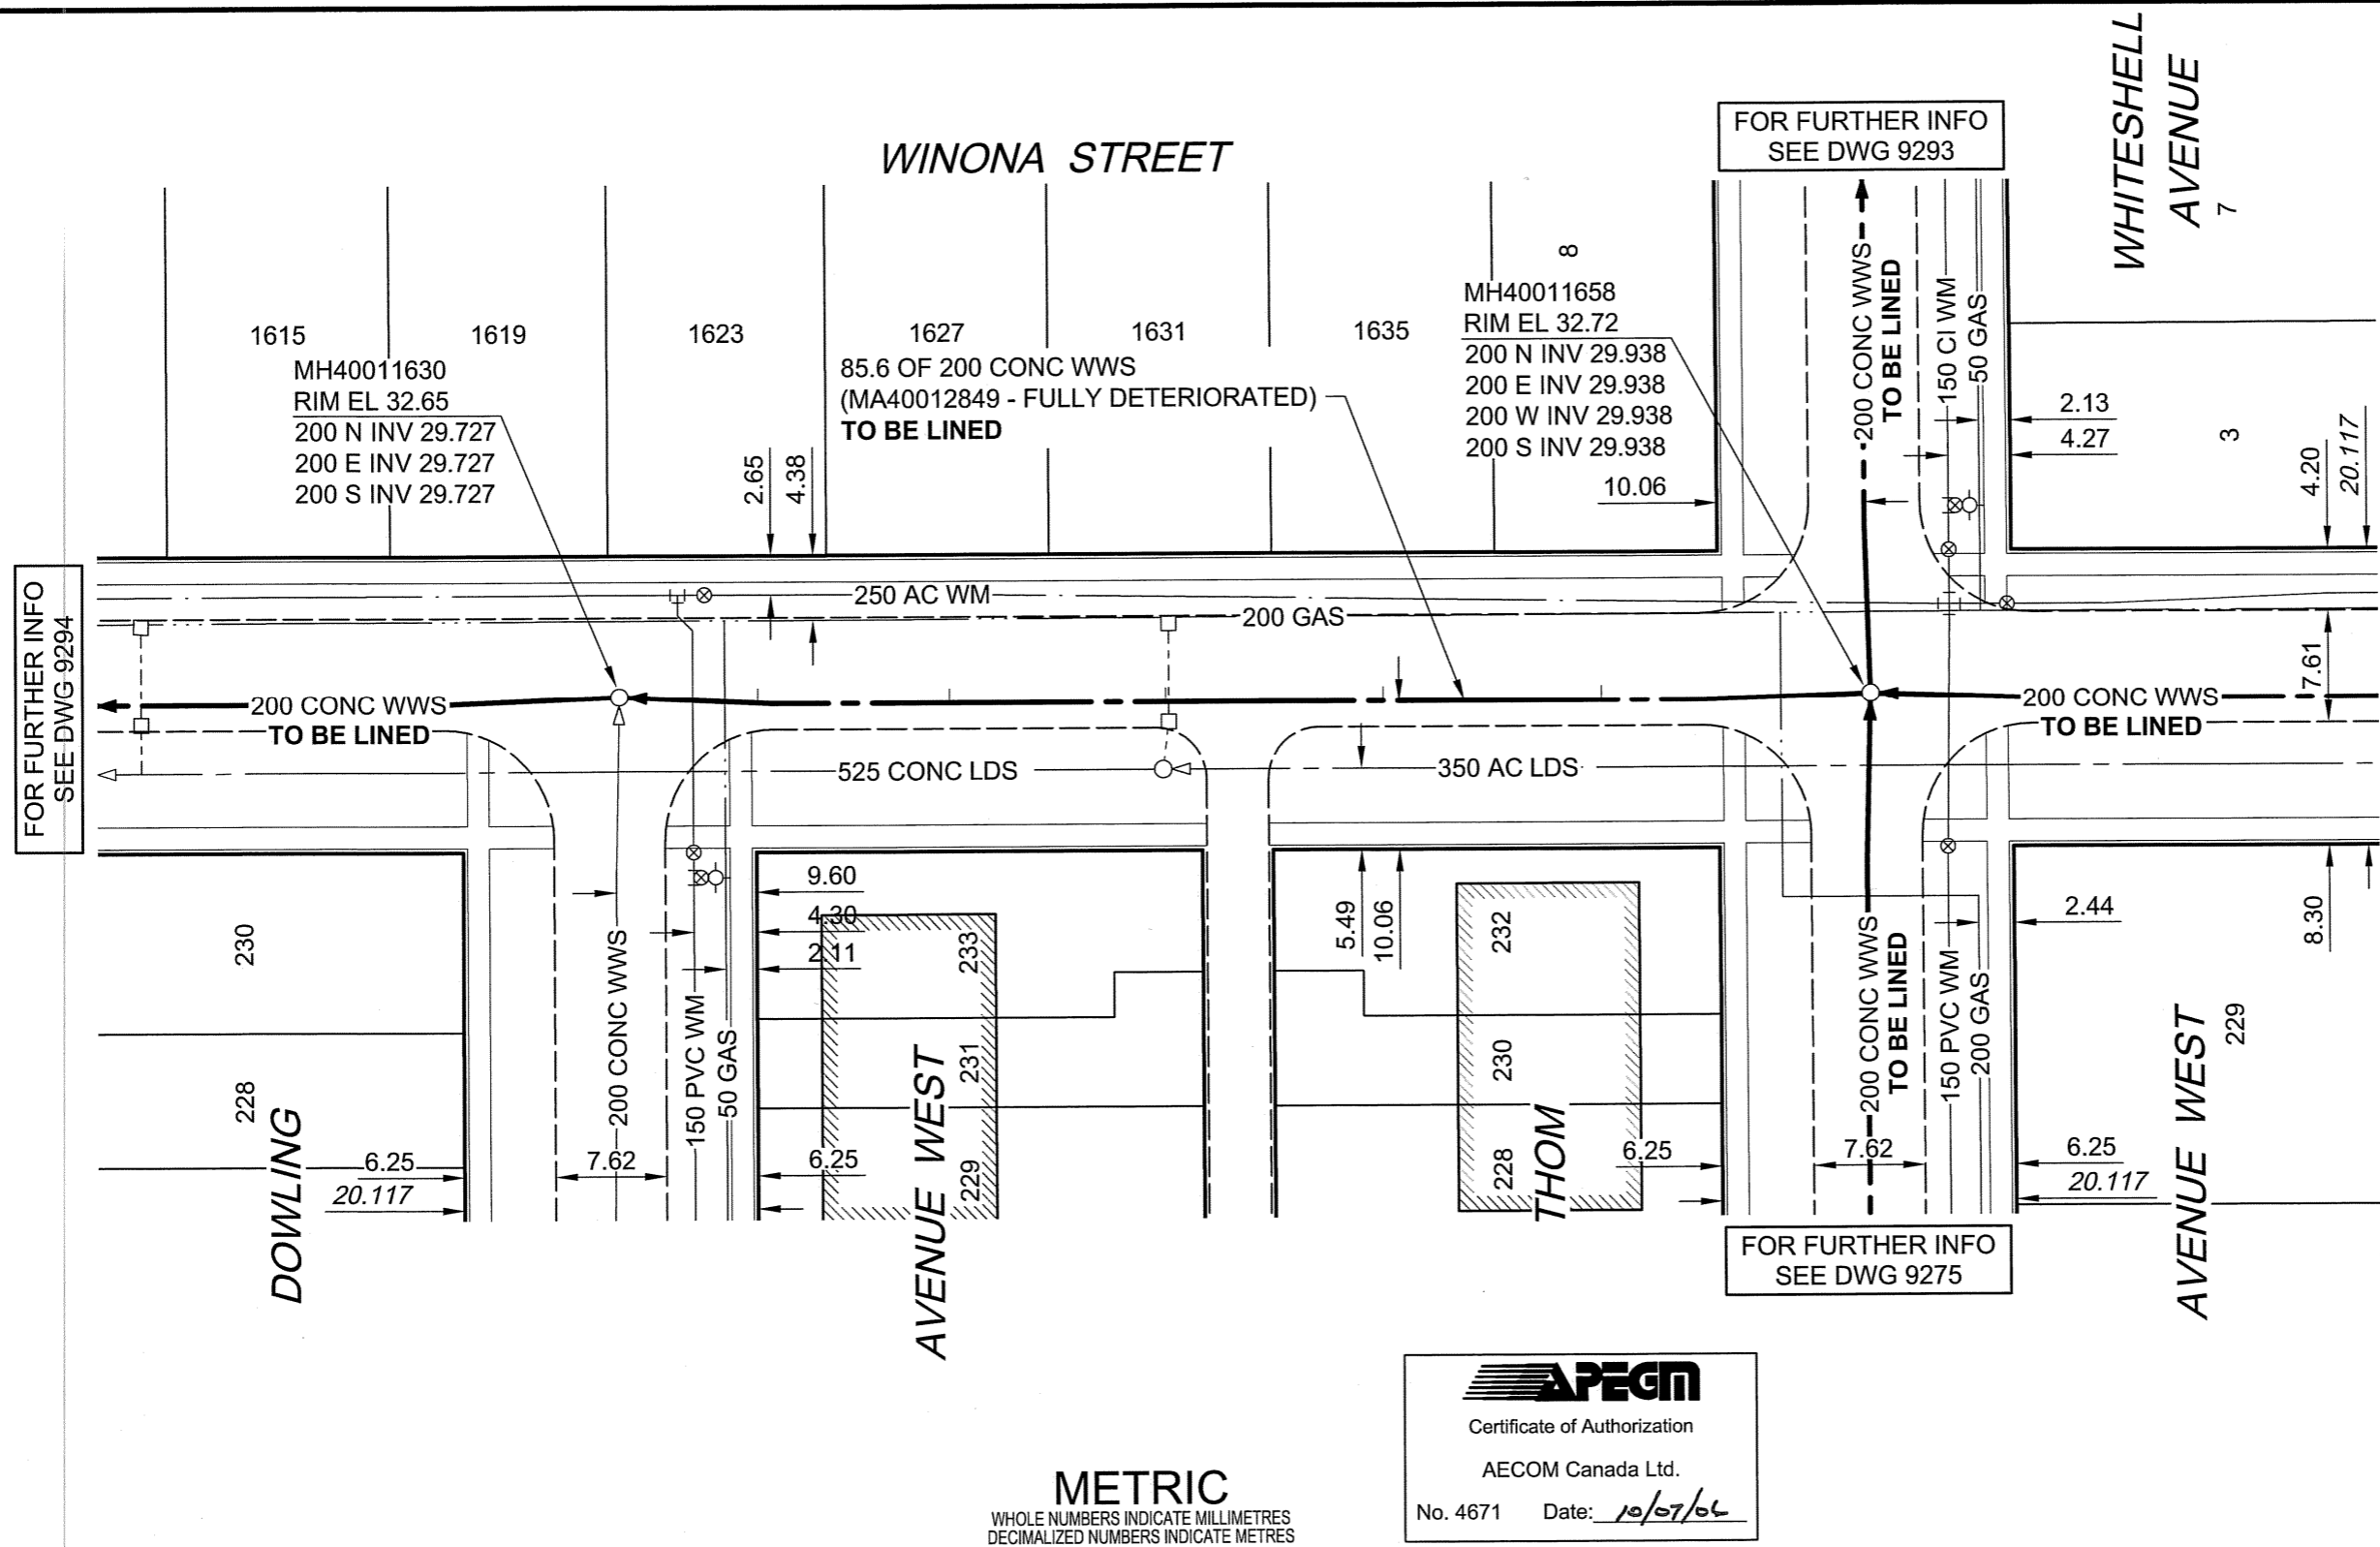 WHITESHELL
AVENUE
WINONA STREET
FOR FURTHER INFO
SEE DWG 9293
7
8
3
1615
1619
1623
1627
1631
1635
MH40011630
RIM EL 32.65
200 N INV 29.727
200 E INV 29.727
200 S INV 29.727
2.65
4.38
85.6 OF 200 CONC WWS
(MA40012849 - FULLY DETERIORATED)
TO BE LINED
MH40011658
RIM EL 32.72
200 N INV 29.938
200 E INV 29.938
200 W INV 29.938
200 S INV 29.938
10.06
200 CONC WWS
TO BE LINED
150 CI WM
50 GAS
2.13
4.27
4.20
20.117
FOR FURTHER INFO
SEE DWG 9294
250 AC WM
200 GAS
200 CONC WWS
TO BE LINED
200 CONC WWS
TO BE LINED
7.61
525 CONC LDS
350 AC LDS
230
228
200 CONC WWS
150 PVC WM
50 GAS
9.60
4.30
2.11
233
231
229
5.49
10.06
232
230
228
200 CONC WWS
TO BE LINED
150 PVC WM
200 GAS
2.44
8.30
229
DOWLING
AVENUE WEST
THOM
AVENUE WEST
6.25
20.117
7.62
6.25
6.25
7.62
6.25
20.117
FOR FURTHER INFO
SEE DWG 9275
METRIC
WHOLE NUMBERS INDICATE MILLIMETRES
DECIMALIZED NUMBERS INDICATE METRES
APEGM
Certificate of Authorization
AECOM Canada Ltd.
No. 4671 Date: 10/07/06